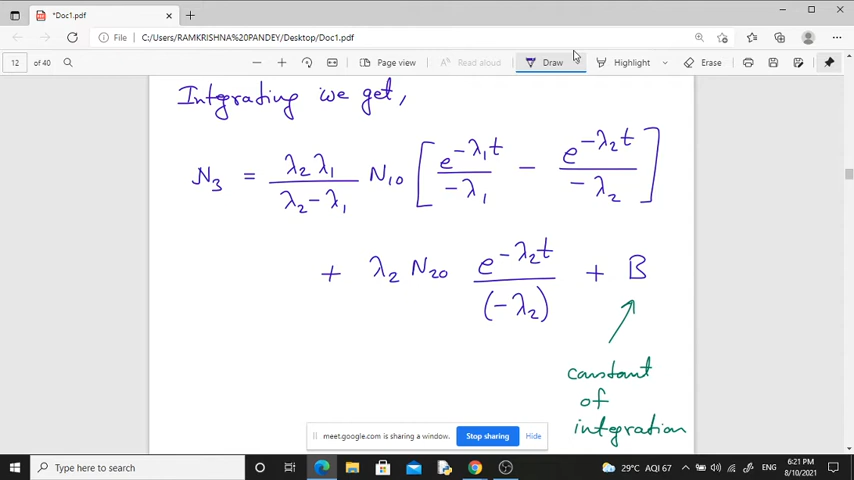 *Doc1.pdf
File C:/Users/RAMKRISHNA%20PANDEY/Desktop/Doc1.pdf
12 of 40 Page view Read aloud Draw Highlight Erase
Integrating we get,
N₃ = λ₂ λ₁ / (λ₂ - λ₁) N₁₀ [ e^(-λ₁t) / -λ₁ - e^(-λ₂t) / -λ₂ ]
+ λ₂ N₂₀ e^(-λ₂t) / (-λ₂) + B
constant
of
integration
meet.google.com is sharing a window. Stop sharing Hide
Type here to search
29°C AQI 67 ENG 6:21 PM
8/10/2021